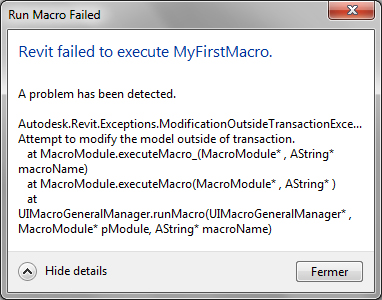 Run Macro Failed
Revit failed to execute MyFirstMacro.
A problem has been detected.
Autodesk.Revit.Exceptions.ModificationOutsideTransactionExce...
Attempt to modify the model outside of transaction.
at MacroModule.executeMacro_(MacroModule* , AString*
macroName)
at MacroModule.executeMacro(MacroModule* , AString* )
at
UIMacroGeneralManager.runMacro(UIMacroGeneralManager* ,
MacroModule* pModule, AString* macroName)
Hide details
Fermer